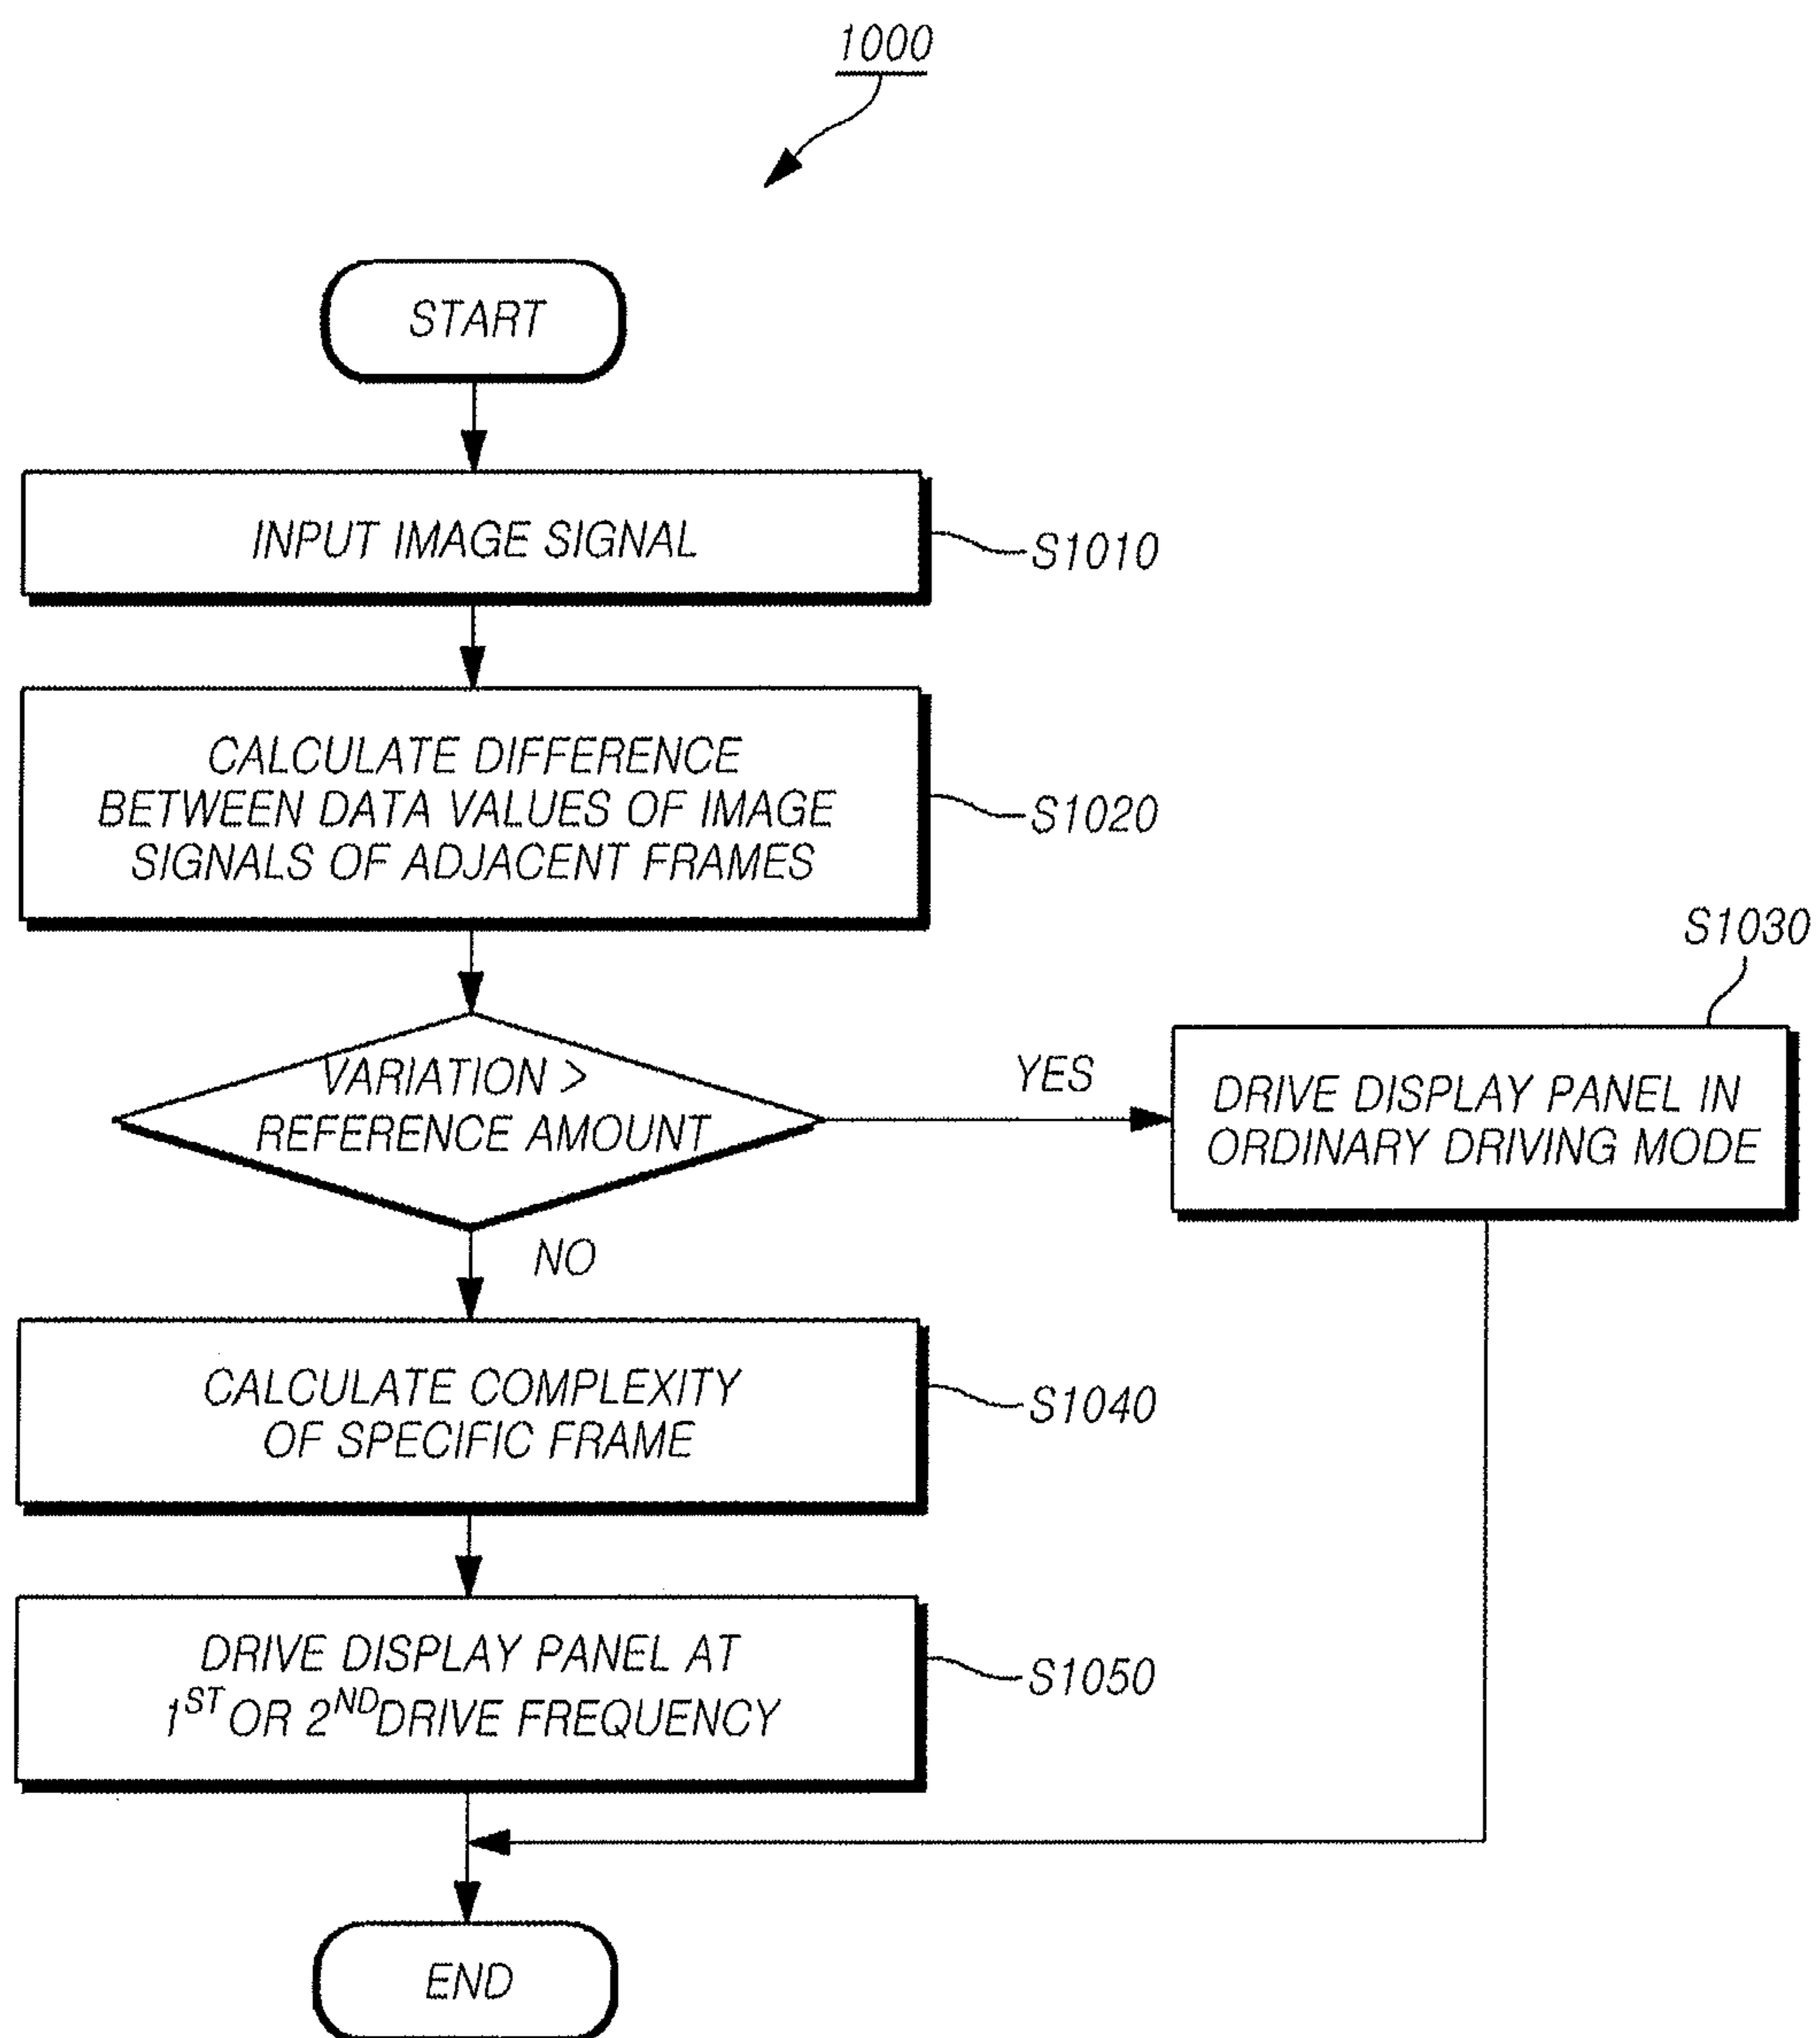 1000
START
INPUT IMAGE SIGNAL
S1010
CALCULATE DIFFERENCE
BETWEEN DATA VALUES OF IMAGE
SIGNALS OF ADJACENT FRAMES
S1020
VARIATION >
REFERENCE AMOUNT
YES
S1030
DRIVE DISPLAY PANEL IN
ORDINARY DRIVING MODE
NO
CALCULATE COMPLEXITY
OF SPECIFIC FRAME
S1040
DRIVE DISPLAY PANEL AT
1ST OR 2ND DRIVE FREQUENCY
S1050
END